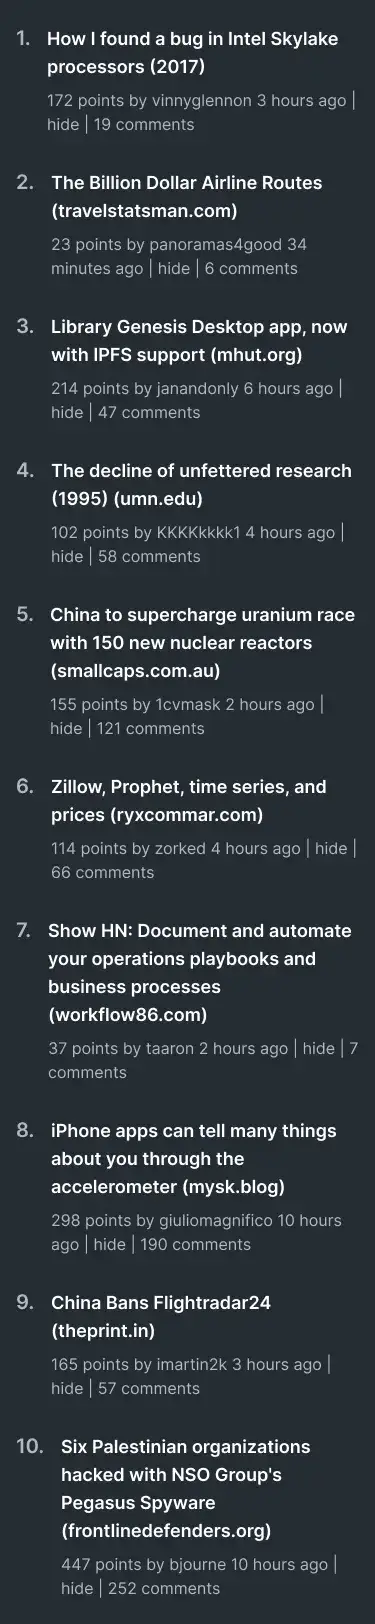 1. How I found a bug in Intel Skylake
processors (2017)
172 points by vinnyglennon 3 hours ago |
hide | 19 comments
2. The Billion Dollar Airline Routes
(travelstatsman.com)
23 points by panoramas4good 34
minutes ago | hide | 6 comments
3. Library Genesis Desktop app, now
with IPFS support (mhut.org)
214 points by janandonly 6 hours ago |
hide | 47 comments
4. The decline of unfettered research
(1995) (umn.edu)
102 points by KKKKkkkk1 4 hours ago |
hide | 58 comments
5. China to supercharge uranium race
with 150 new nuclear reactors
(smallcaps.com.au)
155 points by 1cvmask 2 hours ago |
hide | 121 comments
6. Zillow, Prophet, time series, and
prices (ryxcommar.com)
114 points by zorked 4 hours ago | hide |
66 comments
7. Show HN: Document and automate
your operations playbooks and
business processes
(workflow86.com)
37 points by taaron 2 hours ago | hide | 7
comments
8. iPhone apps can tell many things
about you through the
accelerometer (mysk.blog)
298 points by giuliomagnifico 10 hours
ago | hide | 190 comments
9. China Bans Flightradar24
(theprint.in)
165 points by imartin2k 3 hours ago |
hide | 57 comments
10. Six Palestinian organizations
hacked with NSO Group's
Pegasus Spyware
(frontlinedefenders.org)
447 points by bjourne 10 hours ago |
hide | 252 comments